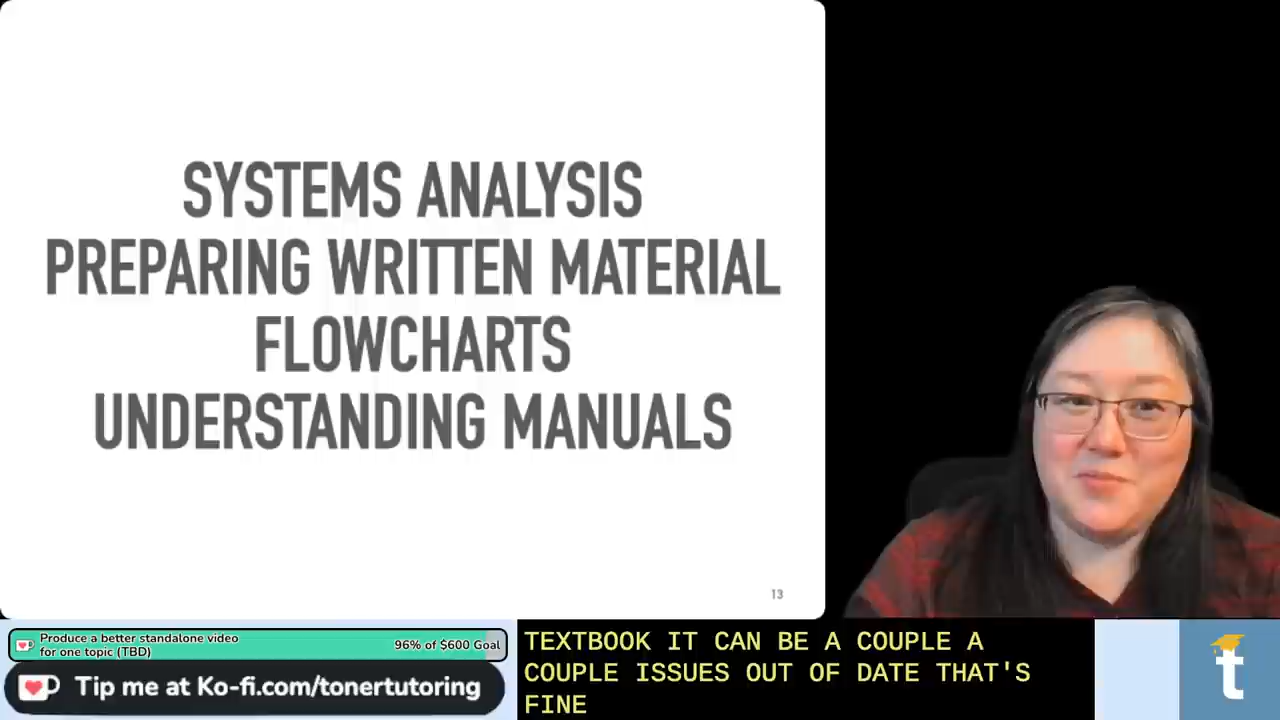 SYSTEMS ANALYSIS
PREPARING WRITTEN MATERIAL
FLOWCHARTS
UNDERSTANDING MANUALS
13
Produce a better standalone video
for one topic (TBD)
96% of $600 Goal
Tip me at Ko-fi.com/tonertutoring
TEXTBOOK IT CAN BE A COUPLE A
COUPLE ISSUES OUT OF DATE THAT'S
FINE
t